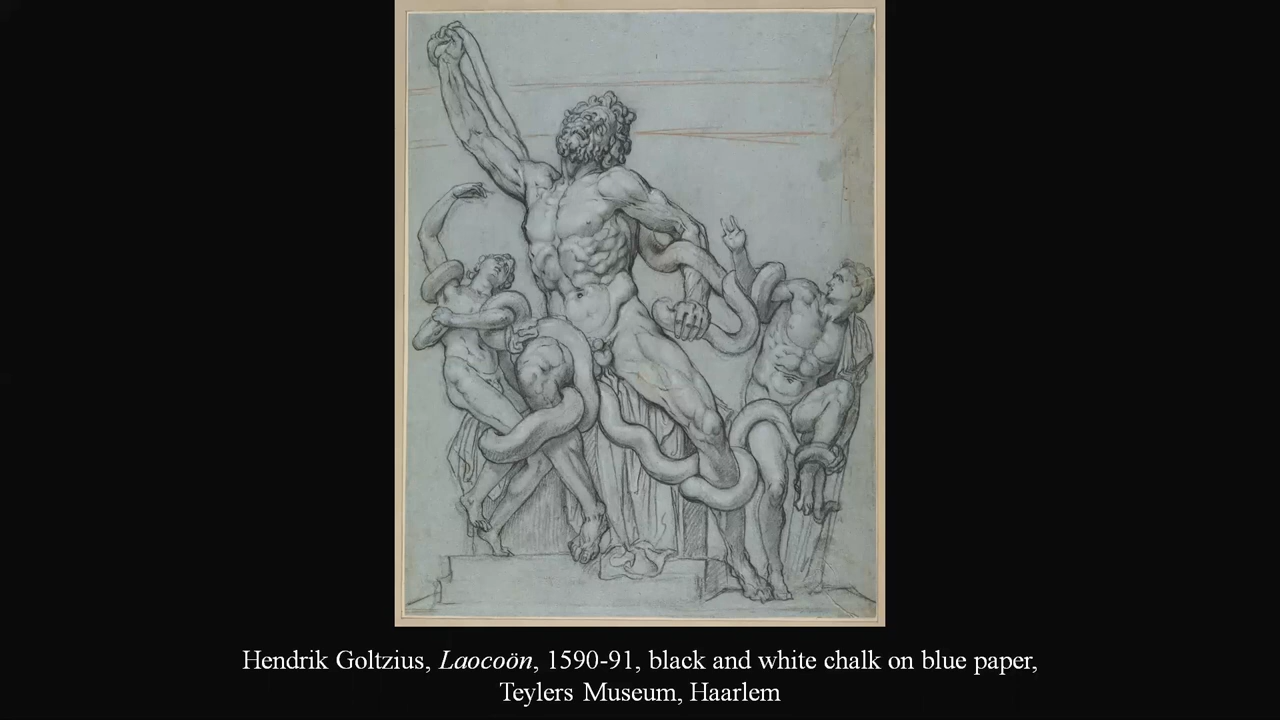 Hendrik Goltzius, Laocoön, 1590-91, black and white chalk on blue paper,
Teylers Museum, Haarlem